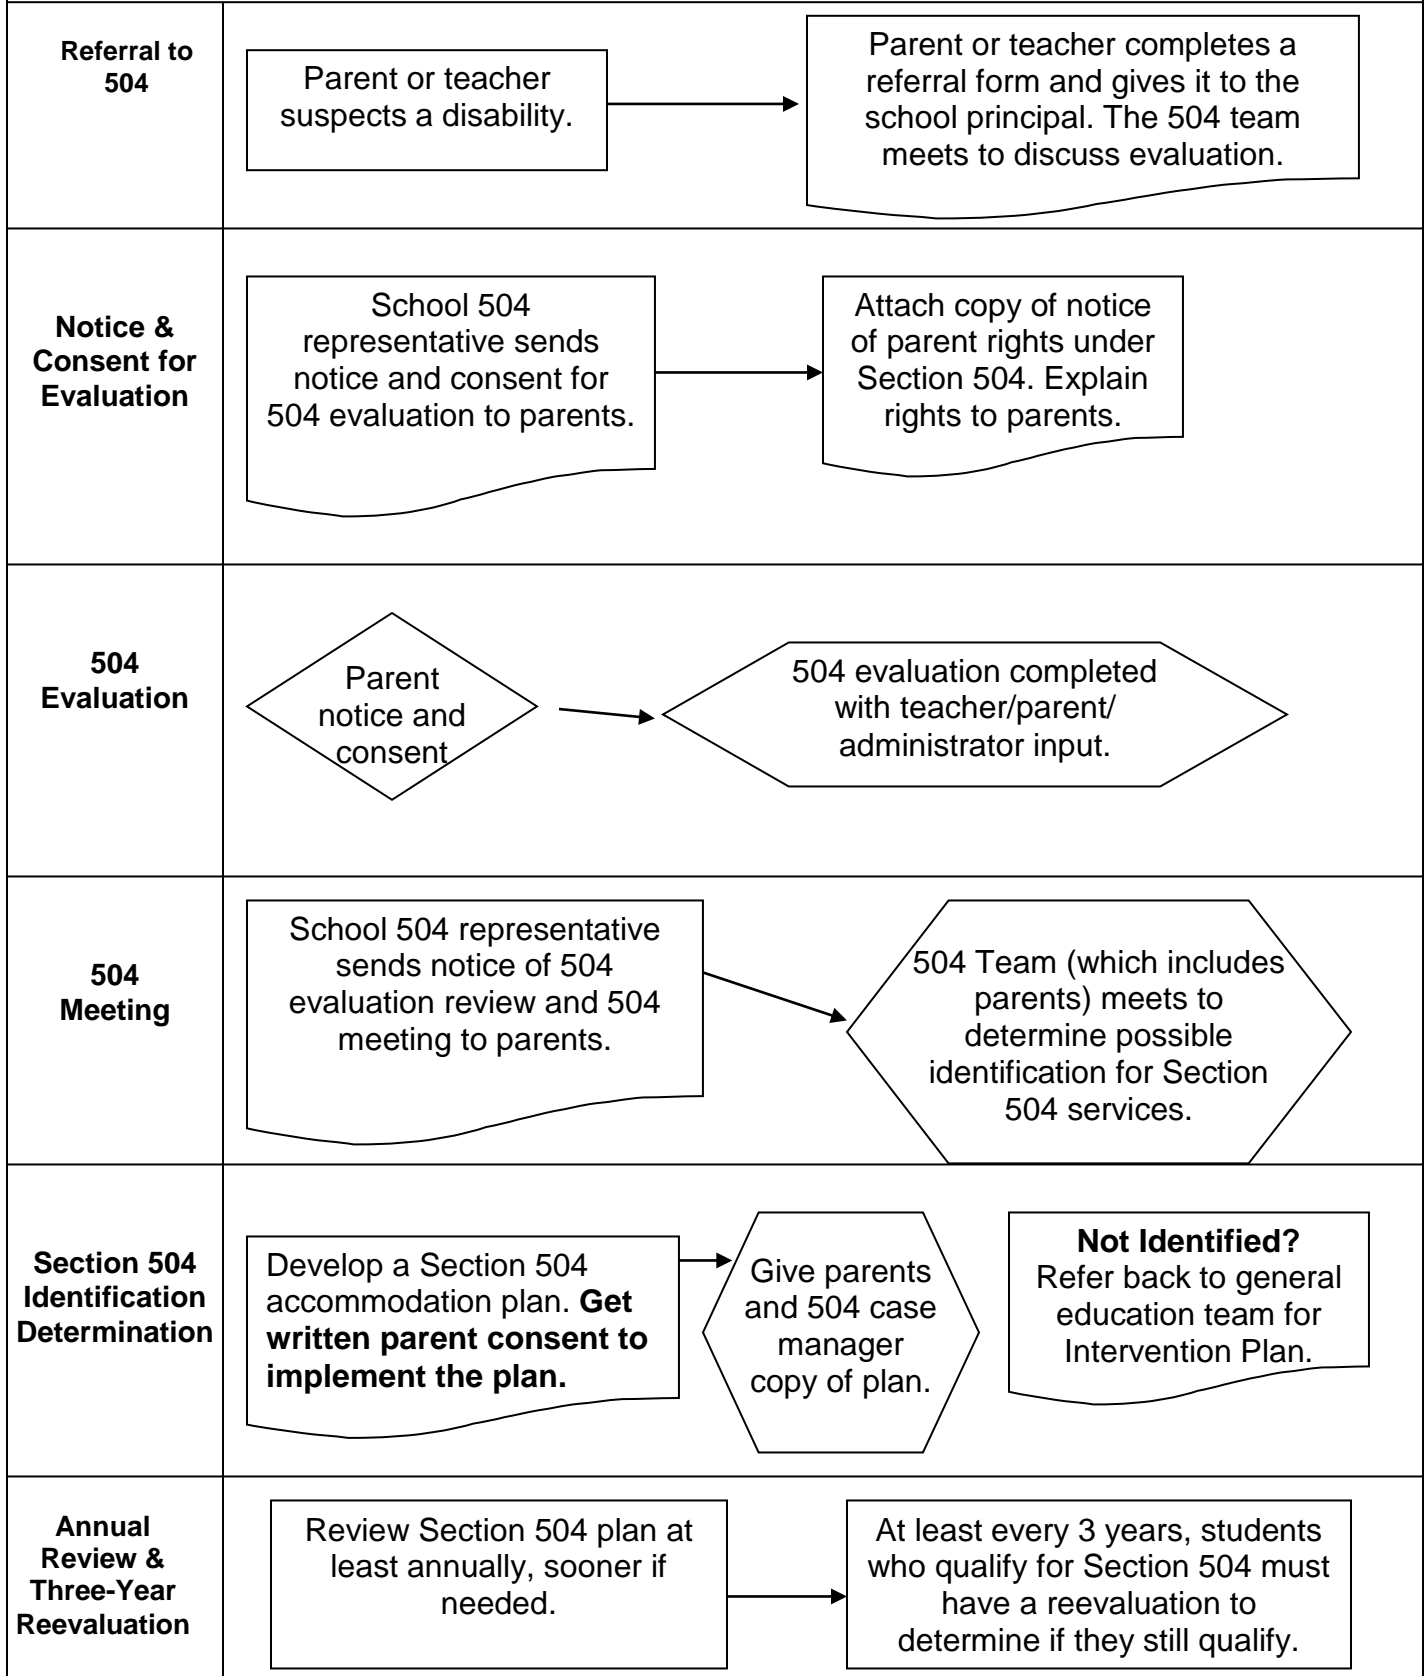 Referral to
504
Parent or teacher
suspects a disability.
Parent or teacher completes a
referral form and gives it to the
school principal. The 504 team
meets to discuss evaluation.
Notice &
Consent for
Evaluation
School 504
representative sends
notice and consent for
504 evaluation to parents.
Attach copy of notice
of parent rights under
Section 504. Explain
rights to parents.
504
Evaluation
Parent
notice and
consent
504 evaluation completed
with teacher/parent/
administrator input.
504
Meeting
School 504 representative
sends notice of 504
evaluation review and 504
meeting to parents.
504 Team (which includes
parents) meets to
determine possible
identification for Section
504 services.
Section 504
Identification
Determination
Develop a Section 504
accommodation plan. Get
written parent consent to
implement the plan.
Give parents
and 504 case
manager
copy of plan.
Not Identified?
Refer back to general
education team for
Intervention Plan.
Annual
Review &
Three-Year
Reevaluation
Review Section 504 plan at
least annually, sooner if
needed.
At least every 3 years, students
who qualify for Section 504 must
have a reevaluation to
determine if they still qualify.